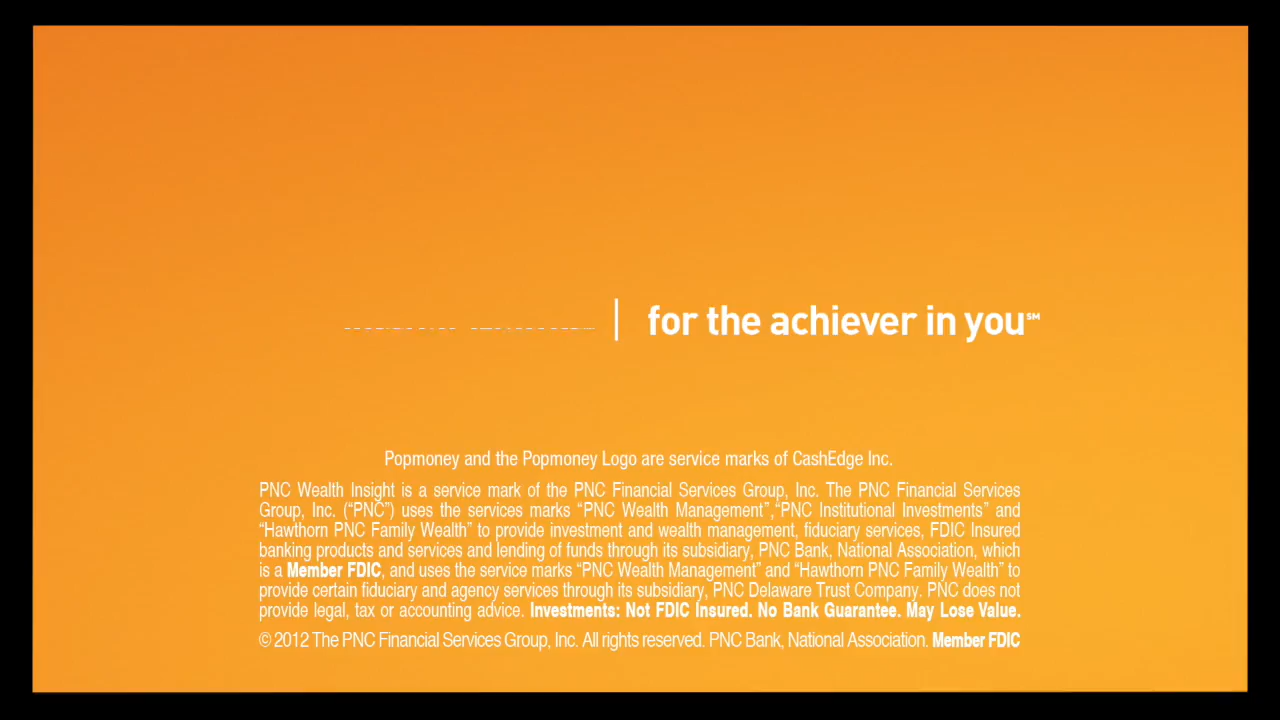 for the achiever in you℠
Popmoney and the Popmoney Logo are service marks of CashEdge Inc.
PNC Wealth Insight is a service mark of the PNC Financial Services Group, Inc. The PNC Financial Services
Group, Inc. (“PNC”) uses the services marks “PNC Wealth Management”,“PNC Institutional Investments” and
“Hawthorn PNC Family Wealth” to provide investment and wealth management, fiduciary services, FDIC Insured
banking products and services and lending of funds through its subsidiary, PNC Bank, National Association, which
is a Member FDIC, and uses the service marks “PNC Wealth Management” and “Hawthorn PNC Family Wealth” to
provide certain fiduciary and agency services through its subsidiary, PNC Delaware Trust Company. PNC does not
provide legal, tax or accounting advice. Investments: Not FDIC Insured. No Bank Guarantee. May Lose Value.
© 2012 The PNC Financial Services Group, Inc. All rights reserved. PNC Bank, National Association. Member FDIC